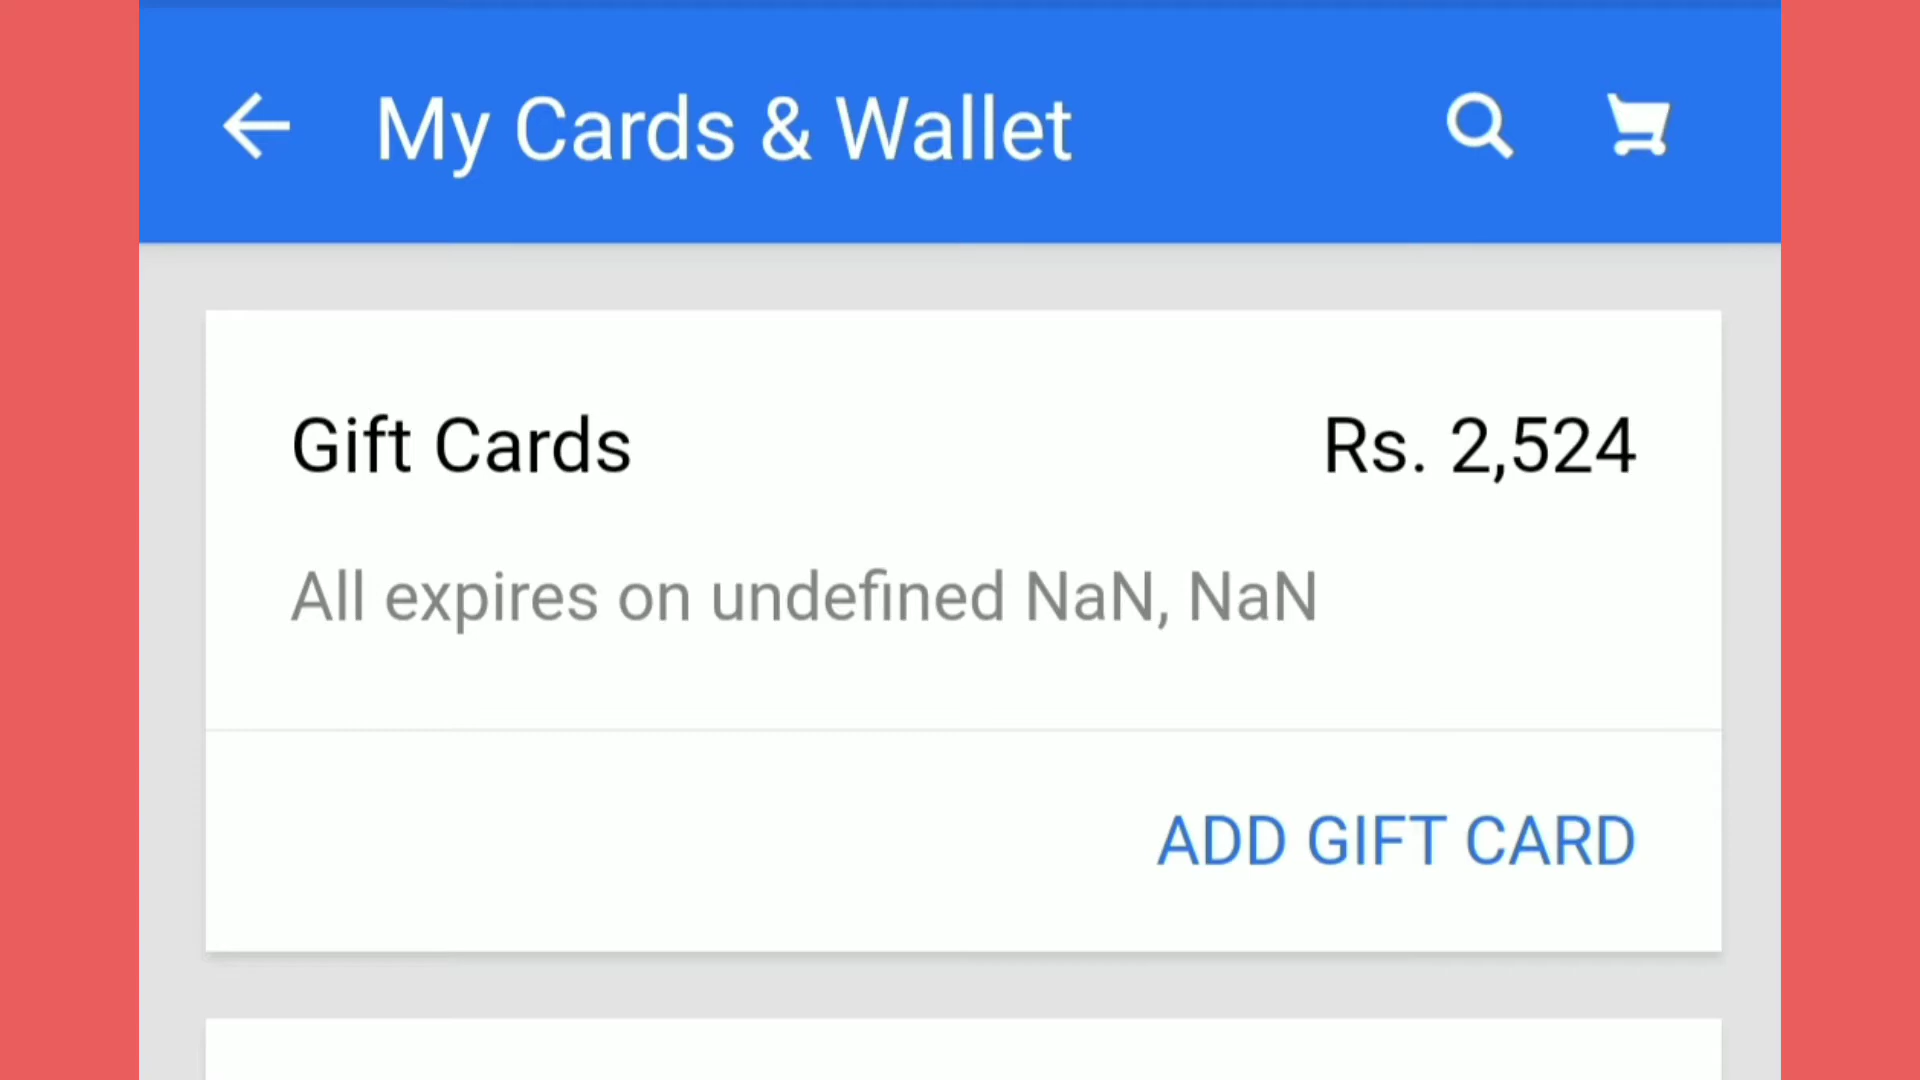 My Cards & Wallet
Gift Cards
Rs. 2,524
All expires on undefined NaN, NaN
ADD GIFT CARD